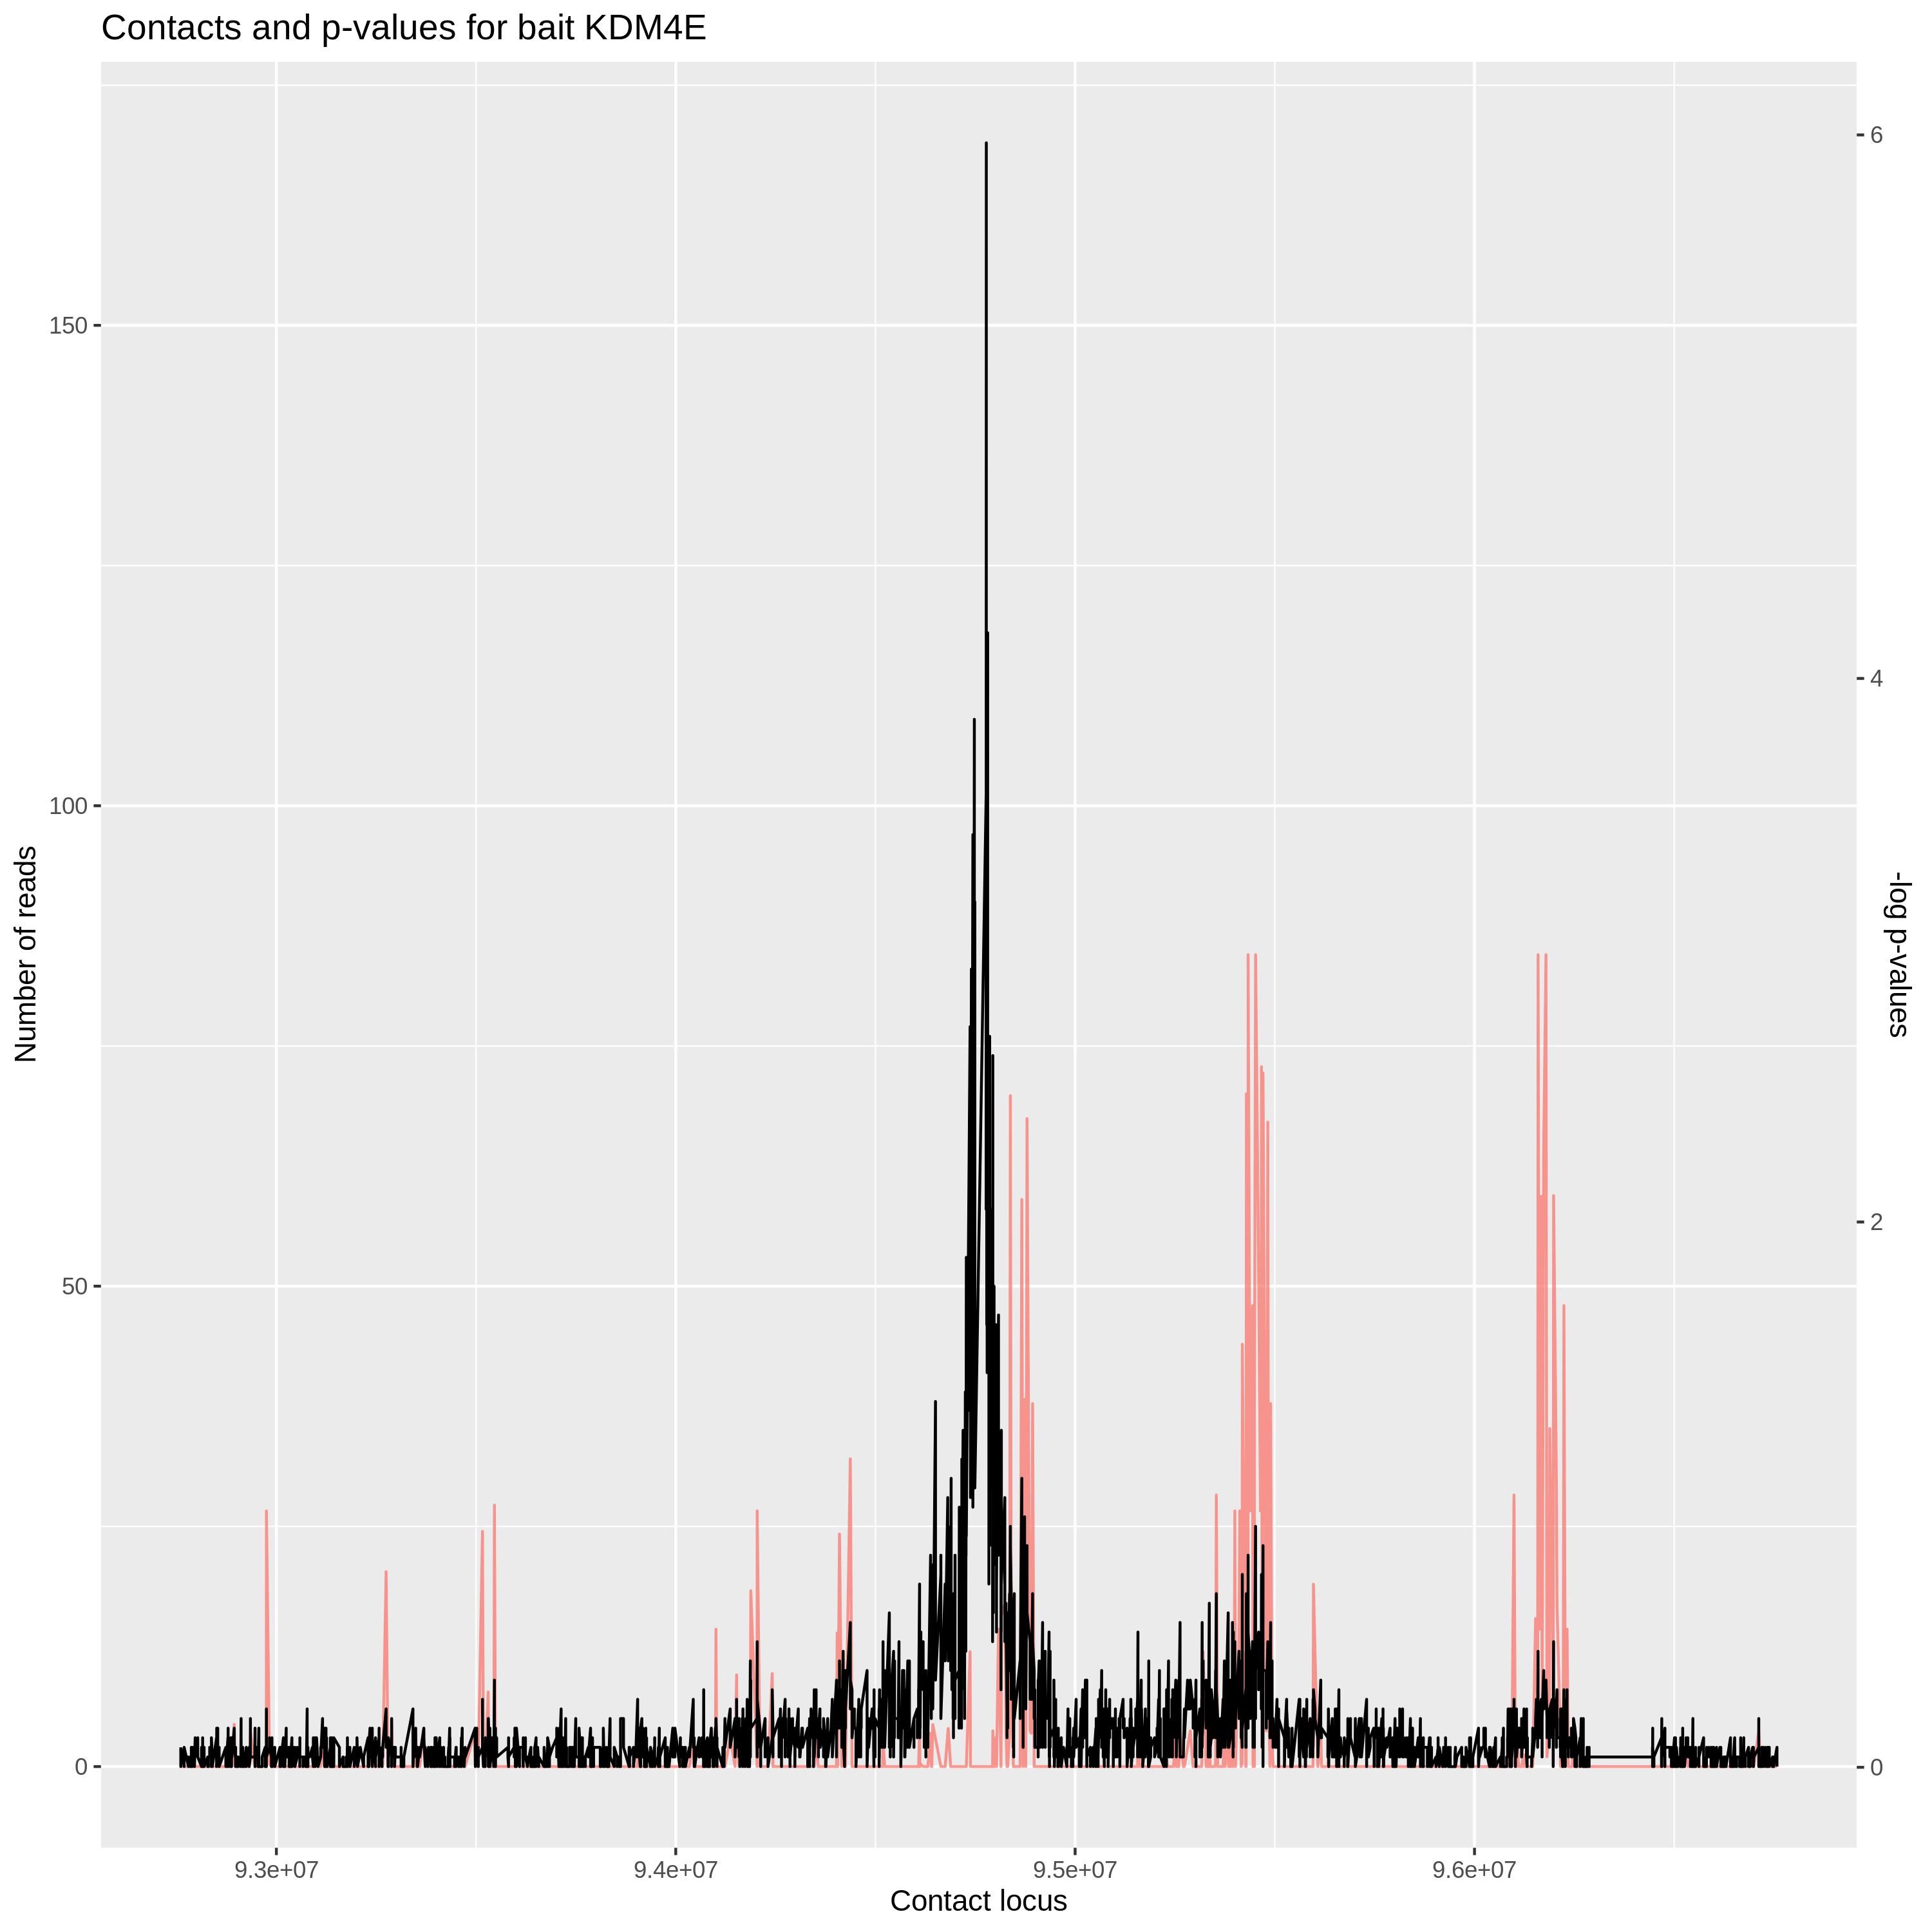 Contacts and p-values for bait KDM4E
150
100
50
0
6
4
2
0
Number of reads
-log p-values
9.3e+07 9.4e+07 9.5e+07 9.6e+07
Contact locus